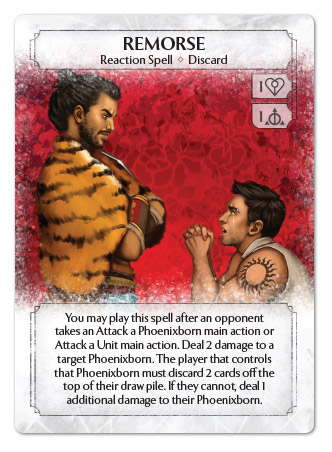 REMORSE
Reaction Spell ◇ Discard
1
1
You may play this spell after an opponent
takes an Attack a Phoenixborn main action or
Attack a Unit main action. Deal 2 damage to a
target Phoenixborn. The player that controls
that Phoenixborn must discard 2 cards off the
top of their draw pile. If they cannot, deal 1
additional damage to their Phoenixborn.